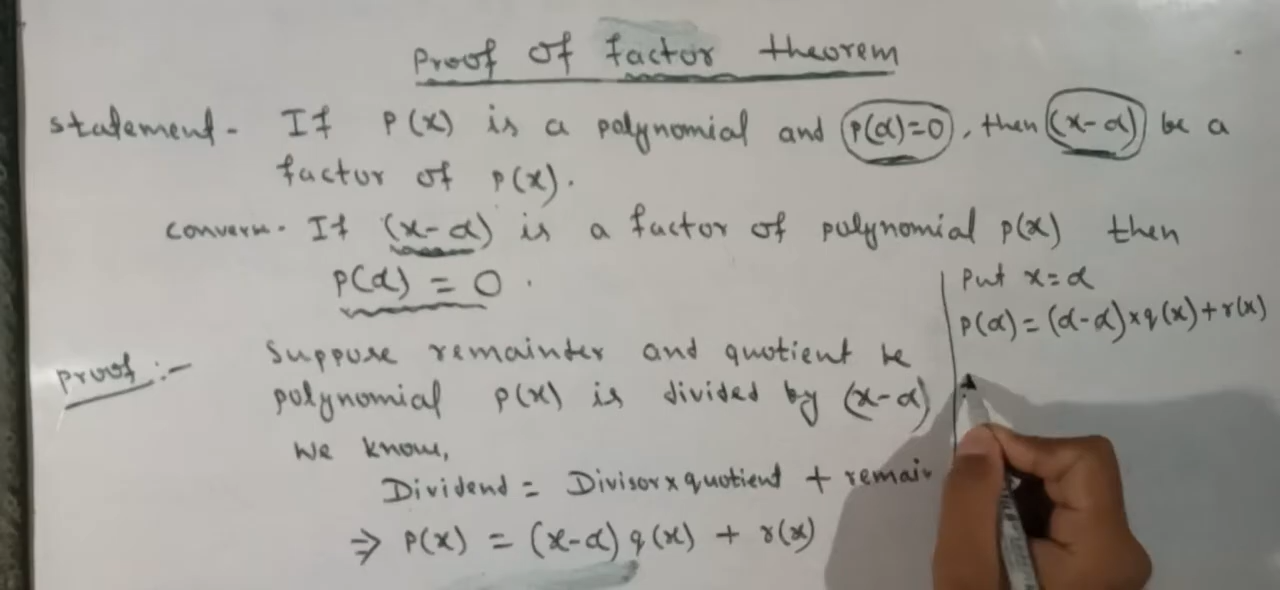 Proof of factor theorem
Statement - If P(x) is a polynomial and P(α)=0, then (x-α) be a
factor of P(x).
Converse - If (x-α) is a factor of polynomial P(x) then
P(α) = 0.
Proof :- Suppose remainder and quotient be
polynomial P(x) is divided by (x-α)
We know,
Dividend = Divisor x quotient + remain
⇒ P(x) = (x-α) q(x) + r(x)
Put x=α
P(α) = (α-α)×q(x)+r(x)